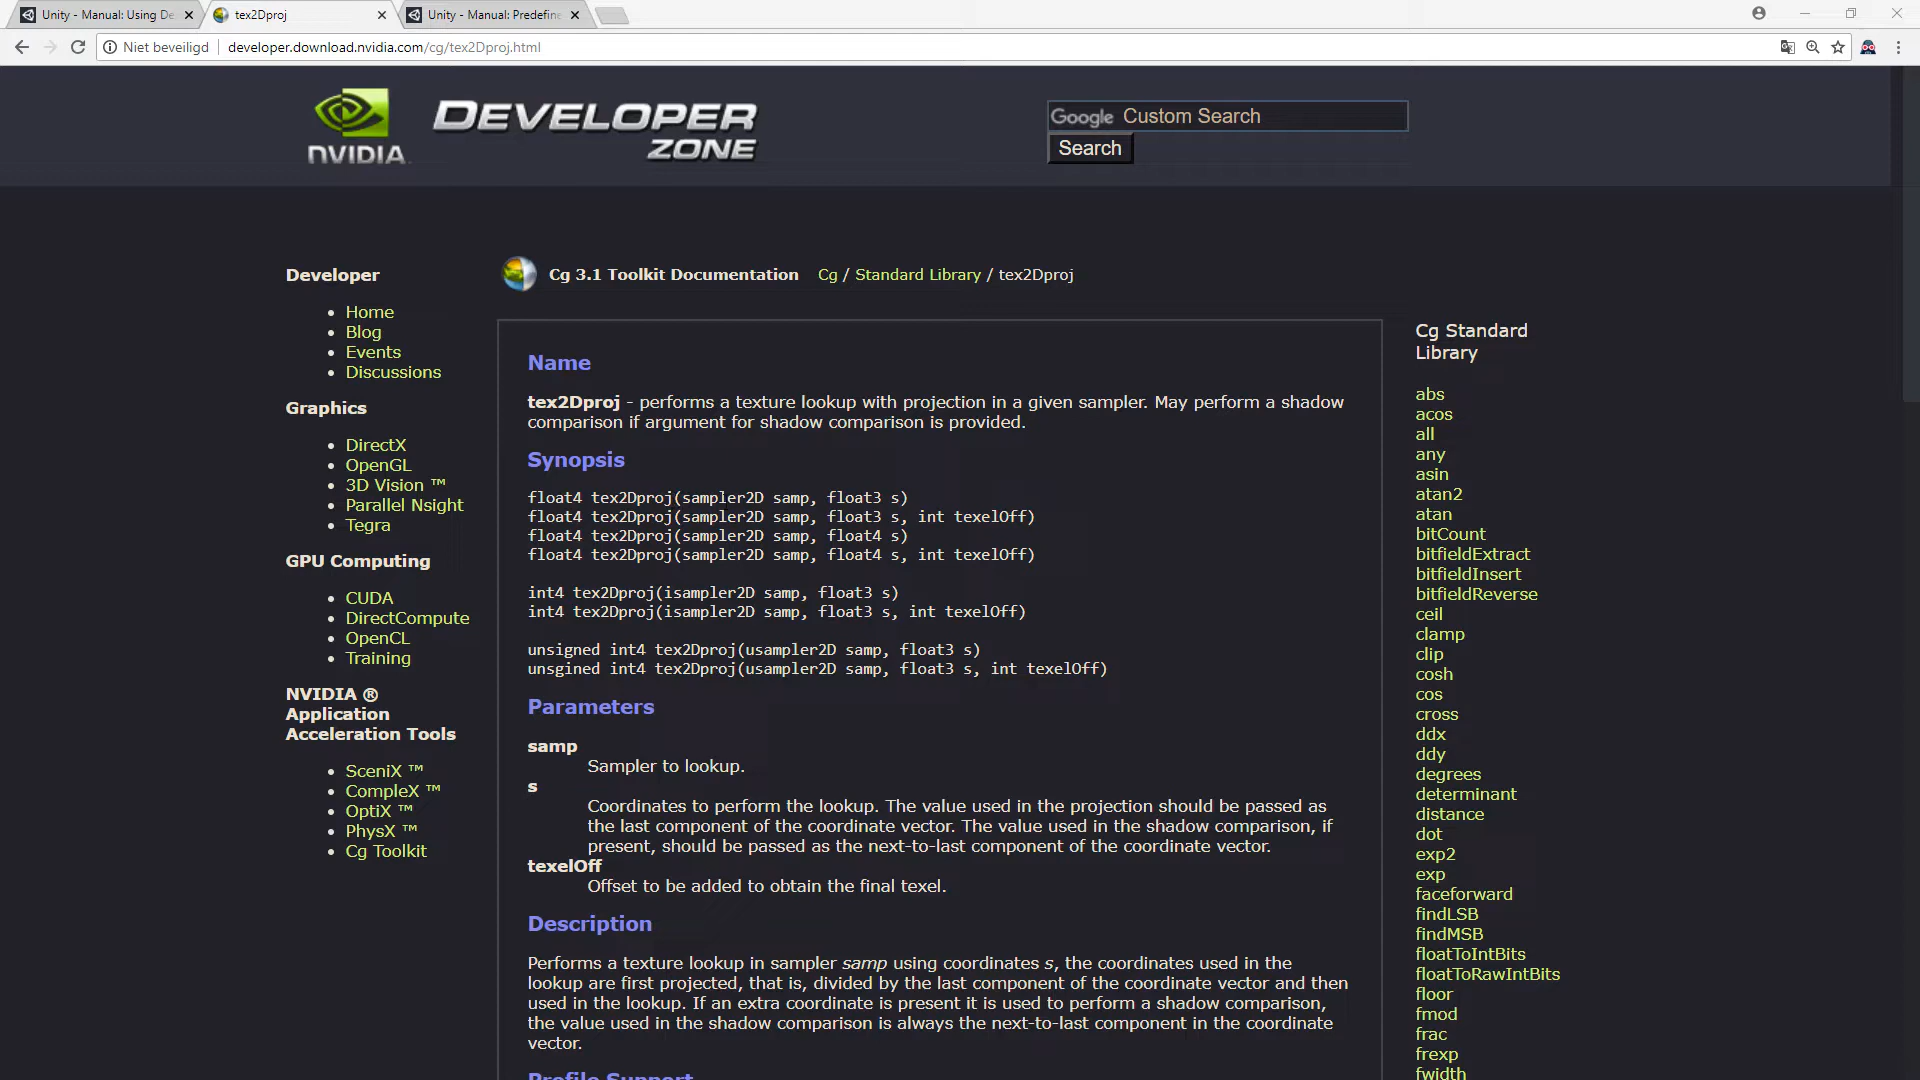 Unity - Manual: Using De
tex2Dproj
Unity - Manual: Predefine
Niet beveiligd
developer.download.nvidia.com/cg/tex2Dproj.html
NVIDIA
DEVELOPER
ZONE
Google Custom Search
Search
Developer
Home
Blog
Events
Discussions
Graphics
DirectX
OpenGL
3D Vision ™
Parallel Nsight
Tegra
GPU Computing
CUDA
DirectCompute
OpenCL
Training
NVIDIA ®
Application
Acceleration Tools
SceniX ™
CompleX ™
OptiX ™
PhysX ™
Cg Toolkit
Cg 3.1 Toolkit Documentation Cg / Standard Library / tex2Dproj
Name
tex2Dproj - performs a texture lookup with projection in a given sampler. May perform a shadow
comparison if argument for shadow comparison is provided.
Synopsis
float4 tex2Dproj(sampler2D samp, float3 s)
float4 tex2Dproj(sampler2D samp, float3 s, int texelOff)
float4 tex2Dproj(sampler2D samp, float4 s)
float4 tex2Dproj(sampler2D samp, float4 s, int texelOff)
int4 tex2Dproj(isampler2D samp, float3 s)
int4 tex2Dproj(isampler2D samp, float3 s, int texelOff)
unsigned int4 tex2Dproj(usampler2D samp, float3 s)
unsgined int4 tex2Dproj(usampler2D samp, float3 s, int texelOff)
Parameters
samp
Sampler to lookup.
s
Coordinates to perform the lookup. The value used in the projection should be passed as
the last component of the coordinate vector. The value used in the shadow comparison, if
present, should be passed as the next-to-last component of the coordinate vector.
texelOff
Offset to be added to obtain the final texel.
Description
Performs a texture lookup in sampler samp using coordinates s, the coordinates used in the
lookup are first projected, that is, divided by the last component of the coordinate vector and then
used in the lookup. If an extra coordinate is present it is used to perform a shadow comparison,
the value used in the shadow comparison is always the next-to-last component in the coordinate
vector.
Profile Support
Cg Standard
Library
abs
acos
all
any
asin
atan2
atan
bitCount
bitfieldExtract
bitfieldInsert
bitfieldReverse
ceil
clamp
clip
cosh
cos
cross
ddx
ddy
degrees
determinant
distance
dot
exp2
exp
faceforward
findLSB
findMSB
floatToIntBits
floatToRawIntBits
floor
fmod
frac
frexp
fwidth